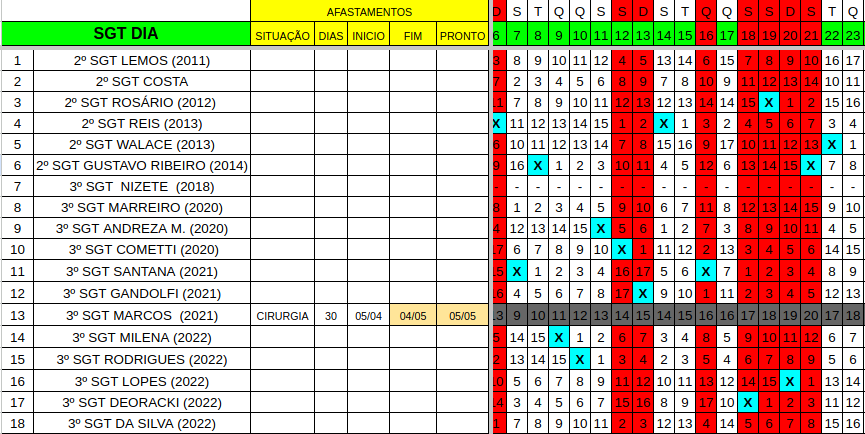 AFASTAMENTOS D S T Q Q S S D S T Q Q S S D S T Q
SGT DIA SITUAÇÃO DIAS INICIO FIM PRONTO 6 7 8 9 10 11 12 13 14 15 16 17 18 19 20 21 22 23
1 2º SGT LEMOS (2011) 3 8 9 10 11 12 4 5 13 14 6 15 7 8 9 10 16 17
2 2º SGT COSTA 7 2 3 4 5 6 8 9 7 8 10 9 11 12 13 14 10 11
3 2º SGT ROSÁRIO (2012) 11 7 8 9 10 11 12 13 12 13 14 14 15 X 1 2 15 16
4 2º SGT REIS (2013) X 11 12 13 14 15 1 2 X 1 3 2 4 5 6 7 3 4
5 2º SGT WALACE (2013) 6 10 11 12 13 14 7 8 15 16 9 17 10 11 12 13 X 1
6 2º SGT GUSTAVO RIBEIRO (2014) 9 16 X 1 2 3 10 11 4 5 12 6 13 14 15 X 7 8
7 3º SGT NIZETE (2018) - - - - - - - - - - - - - - - - - -
8 3º SGT MARREIRO (2020) 8 1 2 3 4 5 9 10 6 7 11 8 12 13 14 15 9 10
9 3º SGT ANDREZA M. (2020) 4 12 13 14 15 X 5 6 1 2 7 3 8 9 10 11 4 5
10 3º SGT COMETTI (2020) 17 6 7 8 9 10 X 1 11 12 2 13 3 4 5 6 14 15
11 3º SGT SANTANA (2021) 15 X 1 2 3 4 16 17 5 6 X 7 1 2 3 4 8 9
12 3º SGT GANDOLFI (2021) 16 4 5 6 7 8 17 X 9 10 1 11 2 3 4 5 12 13
13 3º SGT MARCOS (2021) CIRURGIA 30 05/04 04/05 05/05 13 9 10 11 12 13 14 15 14 15 16 16 17 18 19 20 17 18
14 3º SGT MILENA (2022) 5 14 15 X 1 2 6 7 3 4 8 5 9 10 11 12 6 7
15 3º SGT RODRIGUES (2022) 2 13 14 15 X 1 3 4 2 3 5 4 6 7 8 9 5 6
16 3º SGT LOPES (2022) 10 5 6 7 8 9 11 12 10 11 13 12 14 15 X 1 13 14
17 3º SGT DEORACKI (2022) 14 3 4 5 6 7 15 16 8 9 17 10 X 1 2 3 11 12
18 3º SGT DA SILVA (2022) 1 7 8 9 10 11 2 3 12 13 4 14 5 6 7 8 15 16